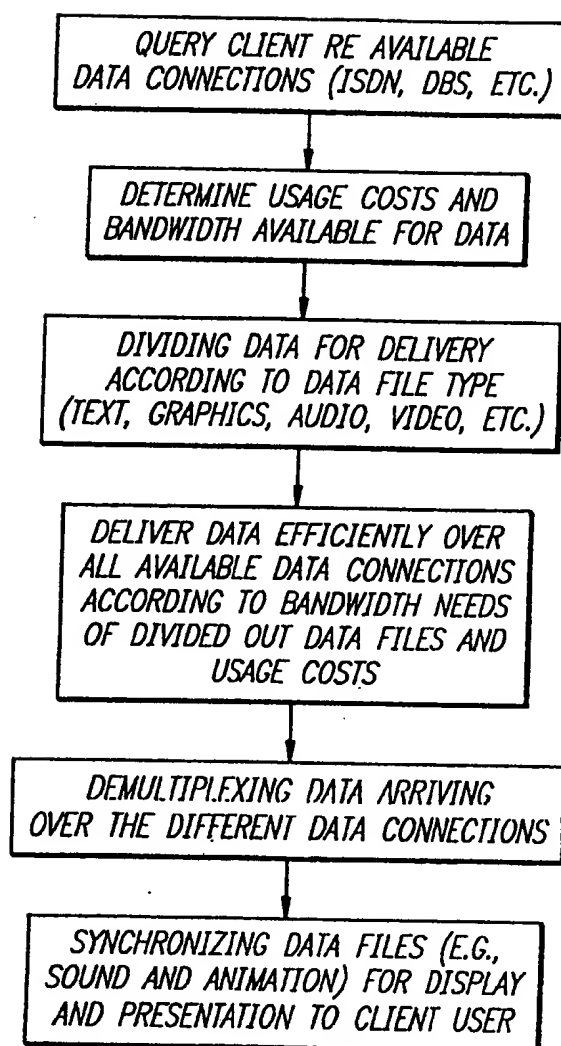 QUERY CLIENT RE AVAILABLE
DATA CONNECTIONS (ISDN, DBS, ETC.)
DETERMINE USAGE COSTS AND
BANDWIDTH AVAILABLE FOR DATA
DIVIDING DATA FOR DELIVERY
ACCORDING TO DATA FILE TYPE
(TEXT, GRAPHICS, AUDIO, VIDEO, ETC.)
DELIVER DATA EFFICIENTLY OVER
ALL AVAILABLE DATA CONNECTIONS
ACCORDING TO BANDWIDTH NEEDS
OF DIVIDED OUT DATA FILES AND
USAGE COSTS
DEMULTIPLEXING DATA ARRIVING
OVER THE DIFFERENT DATA CONNECTIONS
SYNCHRONIZING DATA FILES (E.G.,
SOUND AND ANIMATION) FOR DISPLAY
AND PRESENTATION TO CLIENT USER